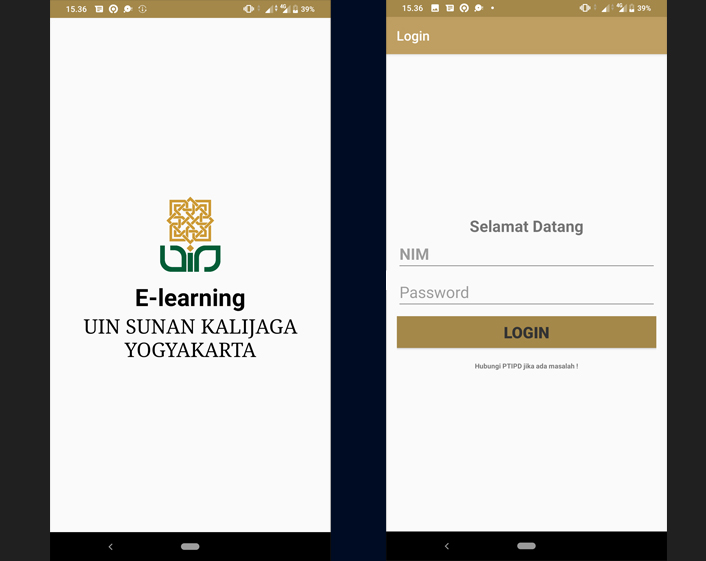 15.36
39%
E-learning
UIN SUNAN KALIJAGA
YOGYAKARTA
15.36
39%
Login
Selamat Datang
NIM
Password
LOGIN
Hubungi PTIPD jika ada masalah !